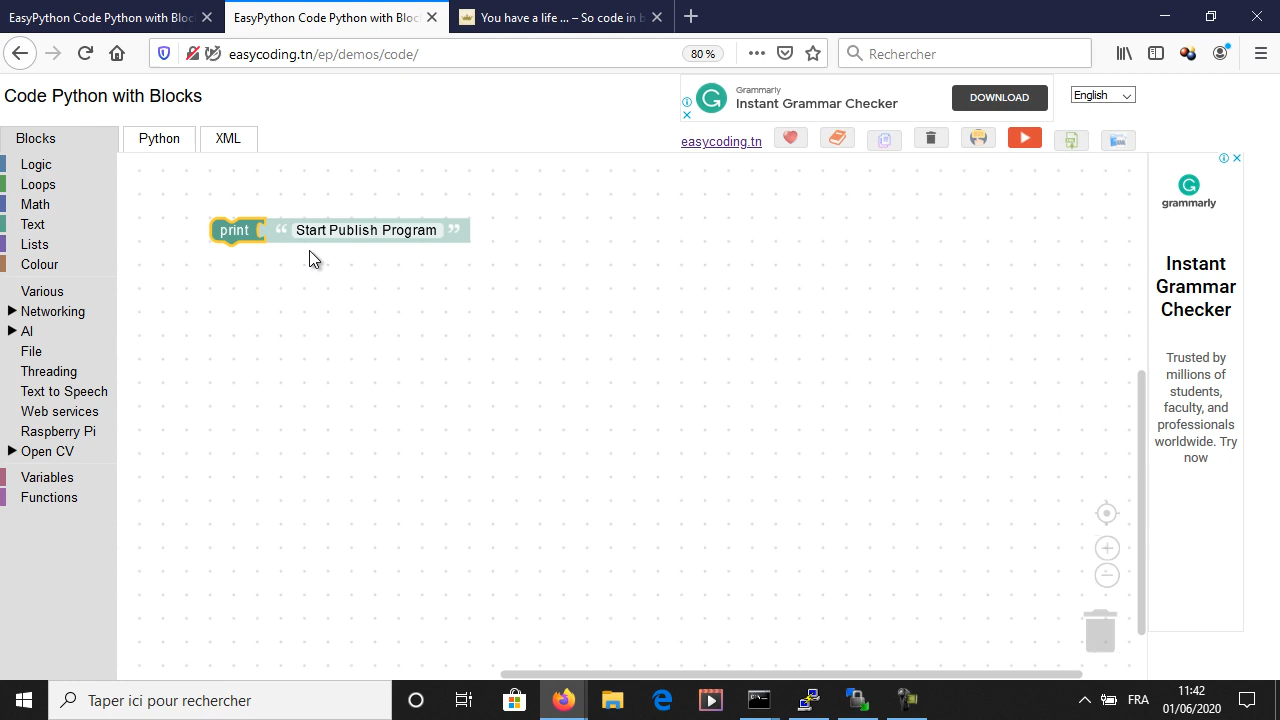 EasyPython Code Python with Bloc
EasyPython Code Python with Bloc
You have a life ... – So code in b
easycoding.tn/ep/demos/code/
80 %
Rechercher
Code Python with Blocks
Grammarly
Instant Grammar Checker
DOWNLOAD
English
Blocks
Python
XML
easycoding.tn
Logic
Loops
Math
Text
Lists
Colour
Various
Networking
AI
File
Threading
Text to Speech
Web services
Raspberry Pi
Open CV
Variables
Functions
print “ Start Publish Program ”
grammarly
Instant
Grammar
Checker
Trusted by
millions of
students,
faculty, and
professionals
worldwide. Try
now
Taper ici pour rechercher
FRA
11:42
01/06/2020